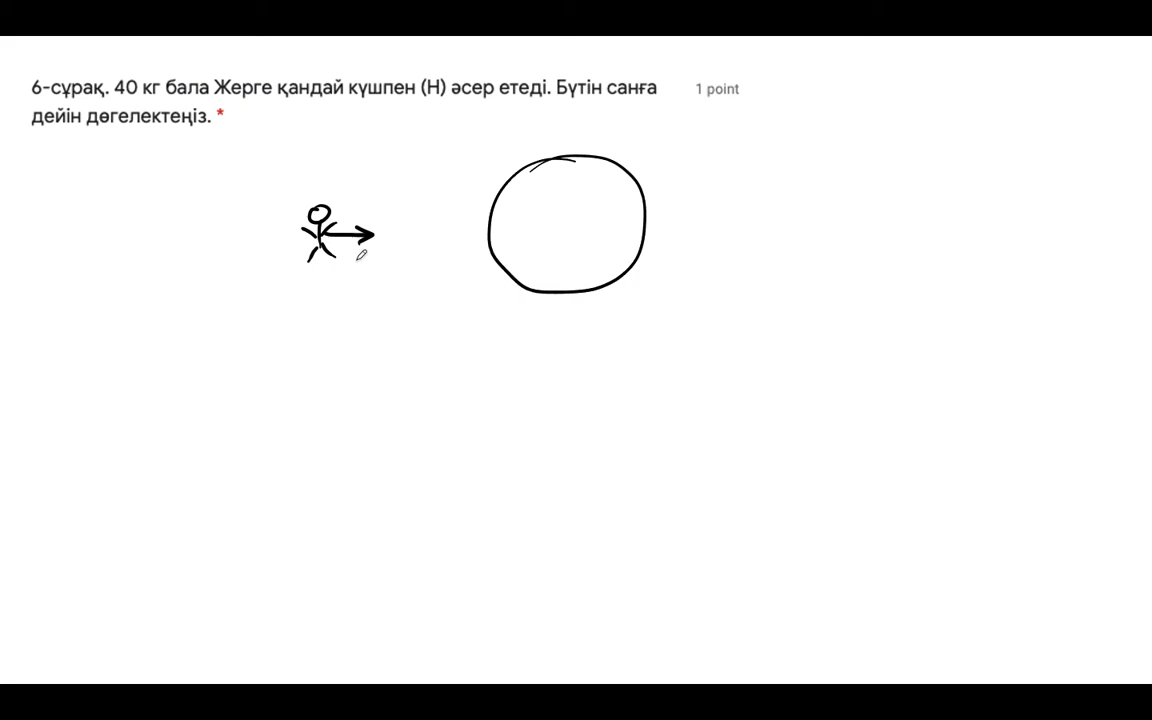 6-сұрақ. 40 кг бала Жерге қандай күшпен (Н) әсер етеді. Бүтін санға
дейін дөгелектеңіз. *
1 point